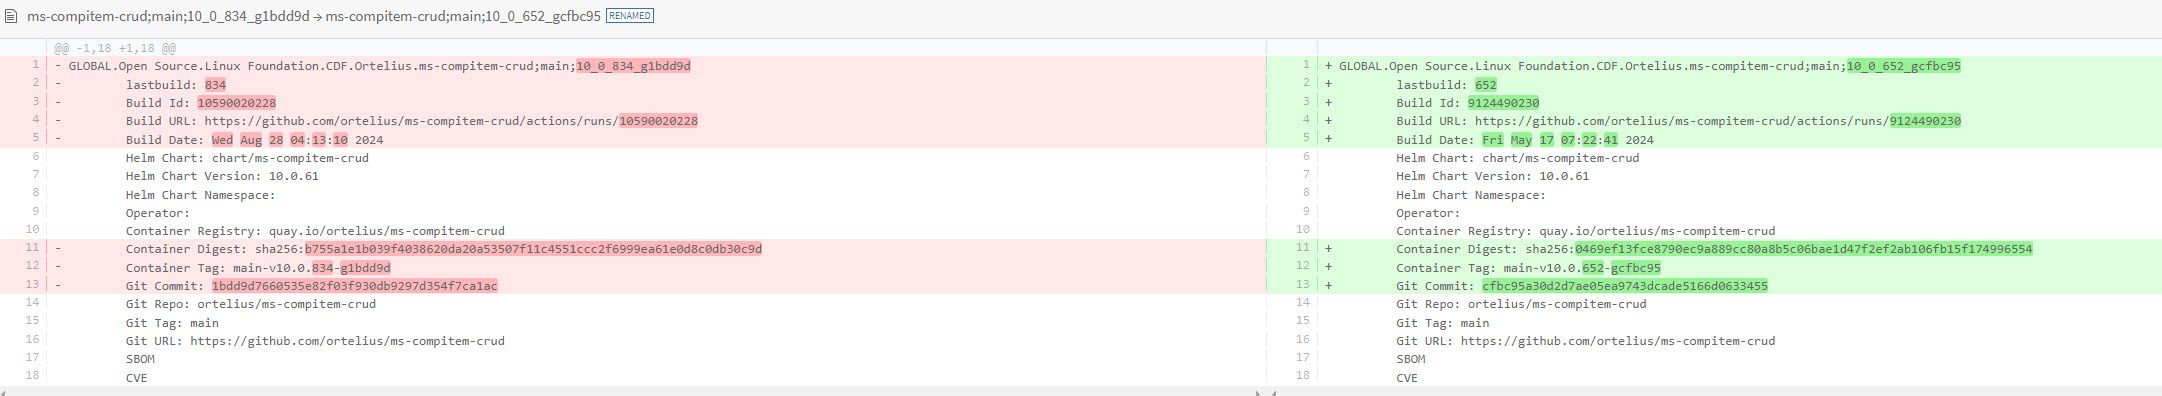 ms-compitem-crud;main;10_0_834_g1bdd9d → ms-compitem-crud;main;10_0_652_gcfbc95 RENAMED
@@ -1,18 +1,18 @@
1 - GLOBAL.Open Source.Linux Foundation.CDF.Ortelius.ms-compitem-crud;main;10_0_834_g1bdd9d
2 - lastbuild: 834
3 - Build Id: 10590020228
4 - Build URL: https://github.com/ortelius/ms-compitem-crud/actions/runs/10590020228
5 - Build Date: Wed Aug 28 04:13:10 2024
6 Helm Chart: chart/ms-compitem-crud
7 Helm Chart Version: 10.0.61
8 Helm Chart Namespace:
9 Operator:
10 Container Registry: quay.io/ortelius/ms-compitem-crud
11 - Container Digest: sha256:b755a1e1b039f4038620da20a53507f11c4551ccc2f6999ea61e0d8c0db30c9d
12 - Container Tag: main-v10.0.834-g1bdd9d
13 - Git Commit: 1bdd9d7660535e82f03f930db9297d354f7ca1ac
14 Git Repo: ortelius/ms-compitem-crud
15 Git Tag: main
16 Git URL: https://github.com/ortelius/ms-compitem-crud
17 SBOM
18 CVE
1 + GLOBAL.Open Source.Linux Foundation.CDF.Ortelius.ms-compitem-crud;main;10_0_652_gcfbc95
2 + lastbuild: 652
3 + Build Id: 9124490230
4 + Build URL: https://github.com/ortelius/ms-compitem-crud/actions/runs/9124490230
5 + Build Date: Fri May 17 07:22:41 2024
6 Helm Chart: chart/ms-compitem-crud
7 Helm Chart Version: 10.0.61
8 Helm Chart Namespace:
9 Operator:
10 Container Registry: quay.io/ortelius/ms-compitem-crud
11 + Container Digest: sha256:0469ef13fce8790ec9a889cc80a8b5c06bae1d47f2ef2ab106fb15f174996554
12 + Container Tag: main-v10.0.652-gcfbc95
13 + Git Commit: cfbc95a30d2d7ae05ea9743dcade5166d0633455
14 Git Repo: ortelius/ms-compitem-crud
15 Git Tag: main
16 Git URL: https://github.com/ortelius/ms-compitem-crud
17 SBOM
18 CVE